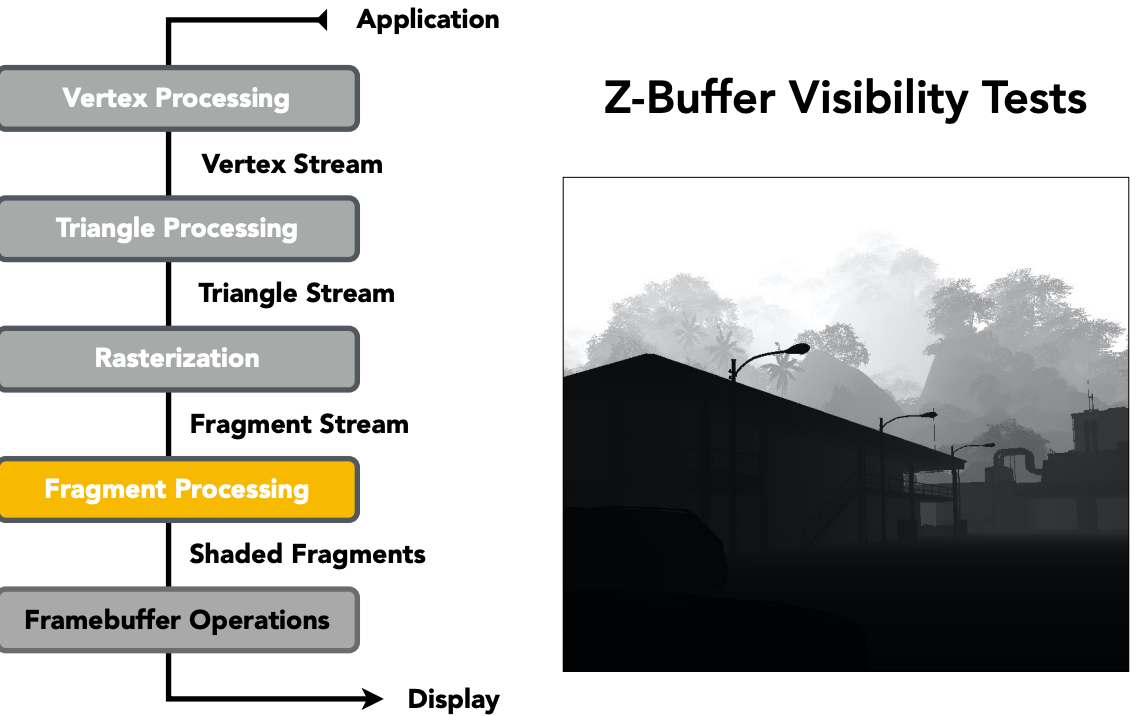 Application
Vertex Processing
Vertex Stream
Triangle Processing
Triangle Stream
Rasterization
Fragment Stream
Fragment Processing
Shaded Fragments
Framebuffer Operations
Display
Z-Buffer Visibility Tests